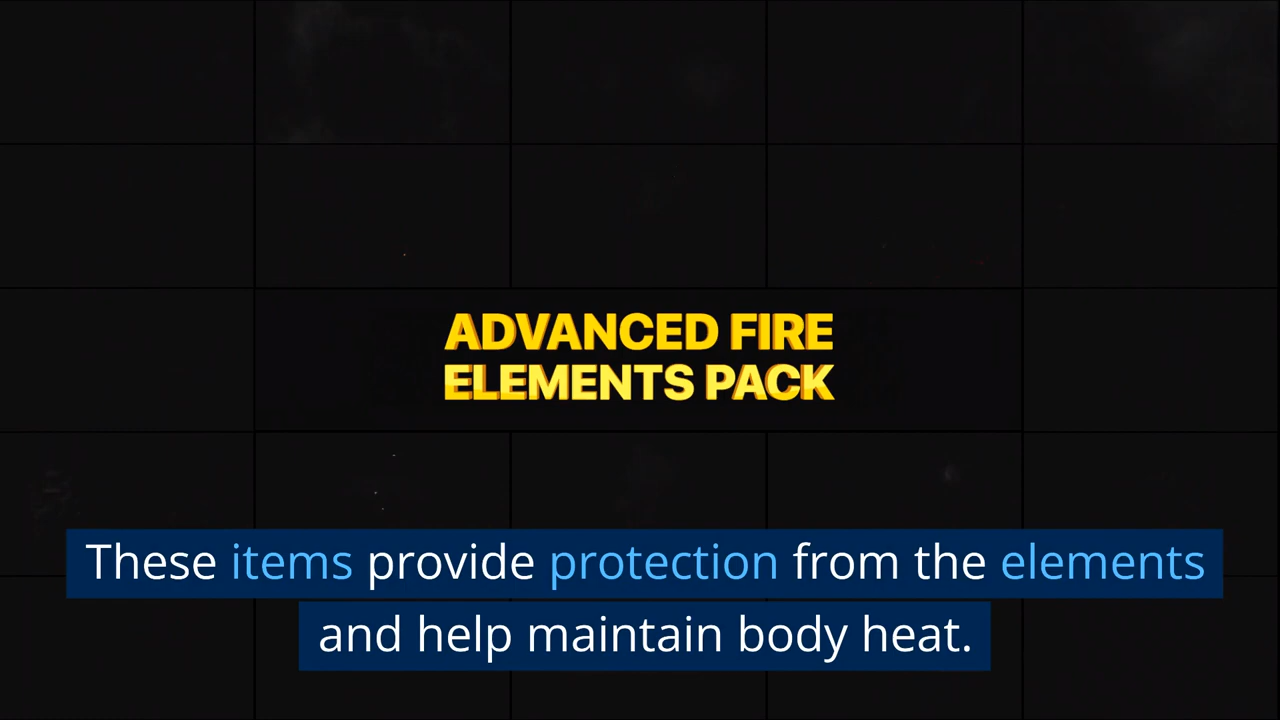 ADVANCED FIRE
ELEMENTS PACK
These items provide protection from the elements
and help maintain body heat.